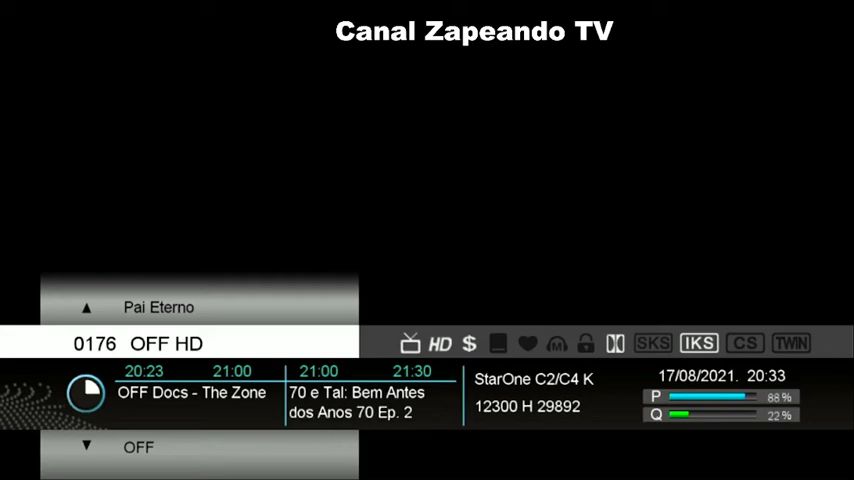 Canal Zapeando TV
Pai Eterno
0176 OFF HD
HD $ SKS IKS CS TWIN
20:23 21:00
OFF Docs - The Zone
21:00 21:30
70 e Tal: Bem Antes
dos Anos 70 Ep. 2
StarOne C2/C4 K
12300 H 29892
17/08/2021. 20:33
P 88%
Q 22%
OFF